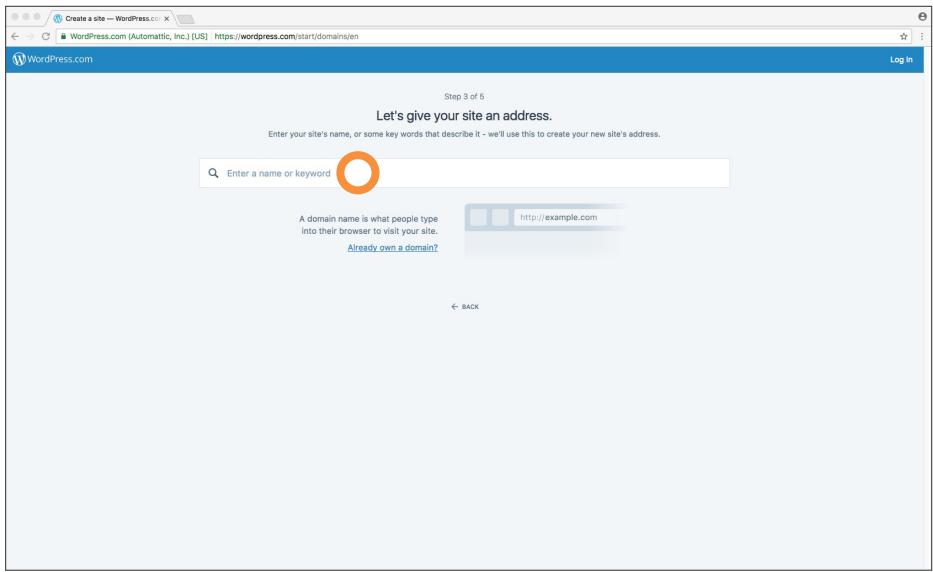 Create a site — WordPress.cor
WordPress.com (Automattic, Inc.) [US] https://wordpress.com/start/domains/en
WordPress.com
Log In
Step 3 of 5
Let's give your site an address.
Enter your site's name, or some key words that describe it - we'll use this to create your new site's address.
Enter a name or keyword
A domain name is what people type
into their browser to visit your site.
Already own a domain?
http://example.com
← BACK